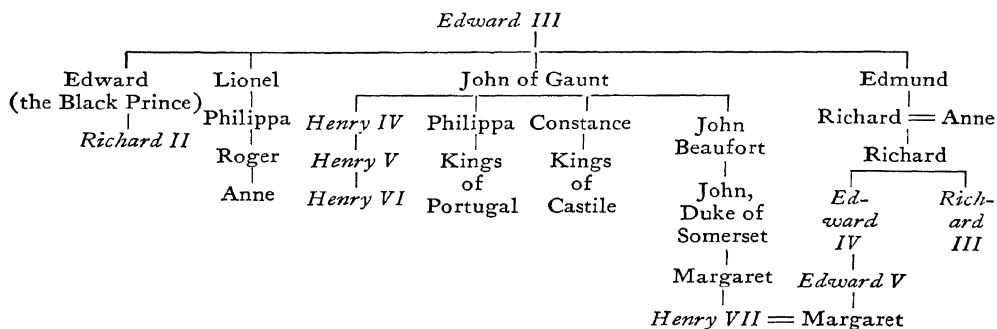 Edward III
Edward Lionel John of Gaunt Edmund
(the Black Prince)
Richard II Philippa Henry IV Philippa Constance John Richard = Anne
Beaufort
Roger Henry V Kings Kings Richard
of of
Anne Henry VI Portugal Castile John, Ed- Rich-
Duke of ward ard
Somerset IV III
Margaret Edward V
Henry VII = Margaret